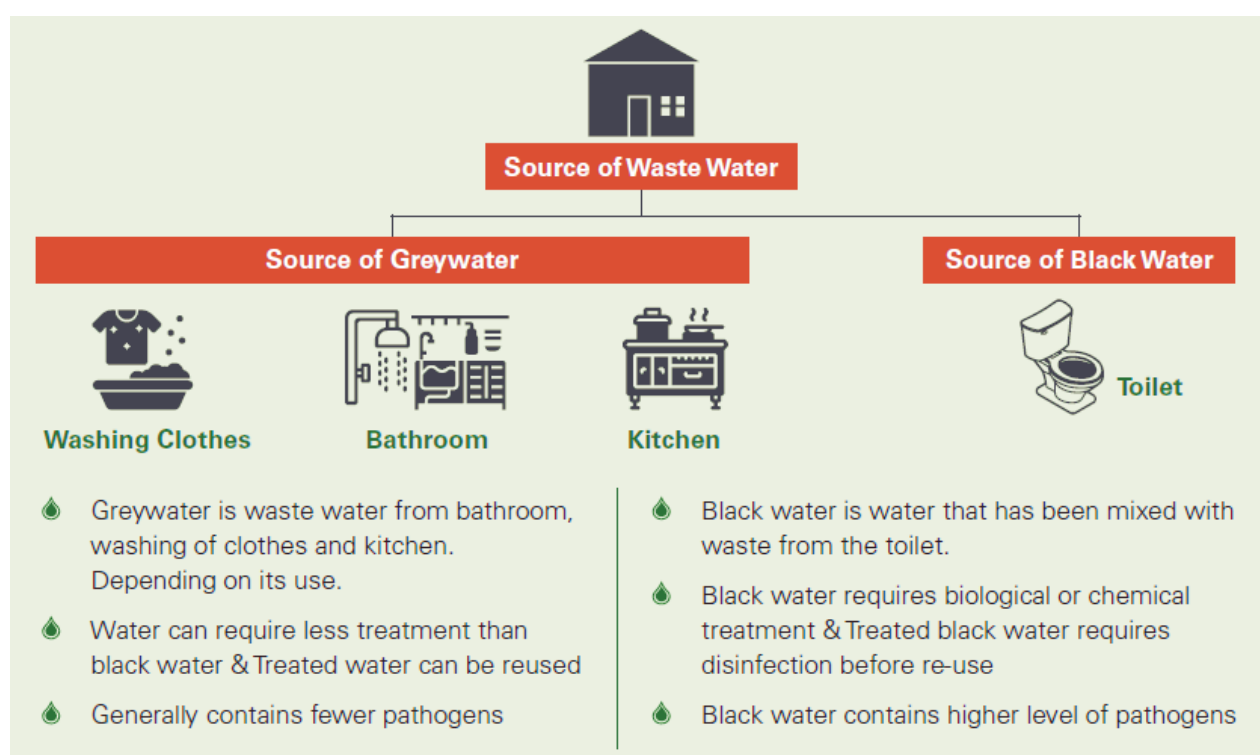 Source of Waste Water
Source of Greywater
Source of Black Water
Washing Clothes
Bathroom
Kitchen
Toilet
Greywater is waste water from bathroom,
washing of clothes and kitchen.
Depending on its use.
Water can require less treatment than
black water & Treated water can be reused
Generally contains fewer pathogens
Black water is water that has been mixed with
waste from the toilet.
Black water requires biological or chemical
treatment & Treated black water requires
disinfection before re-use
Black water contains higher level of pathogens